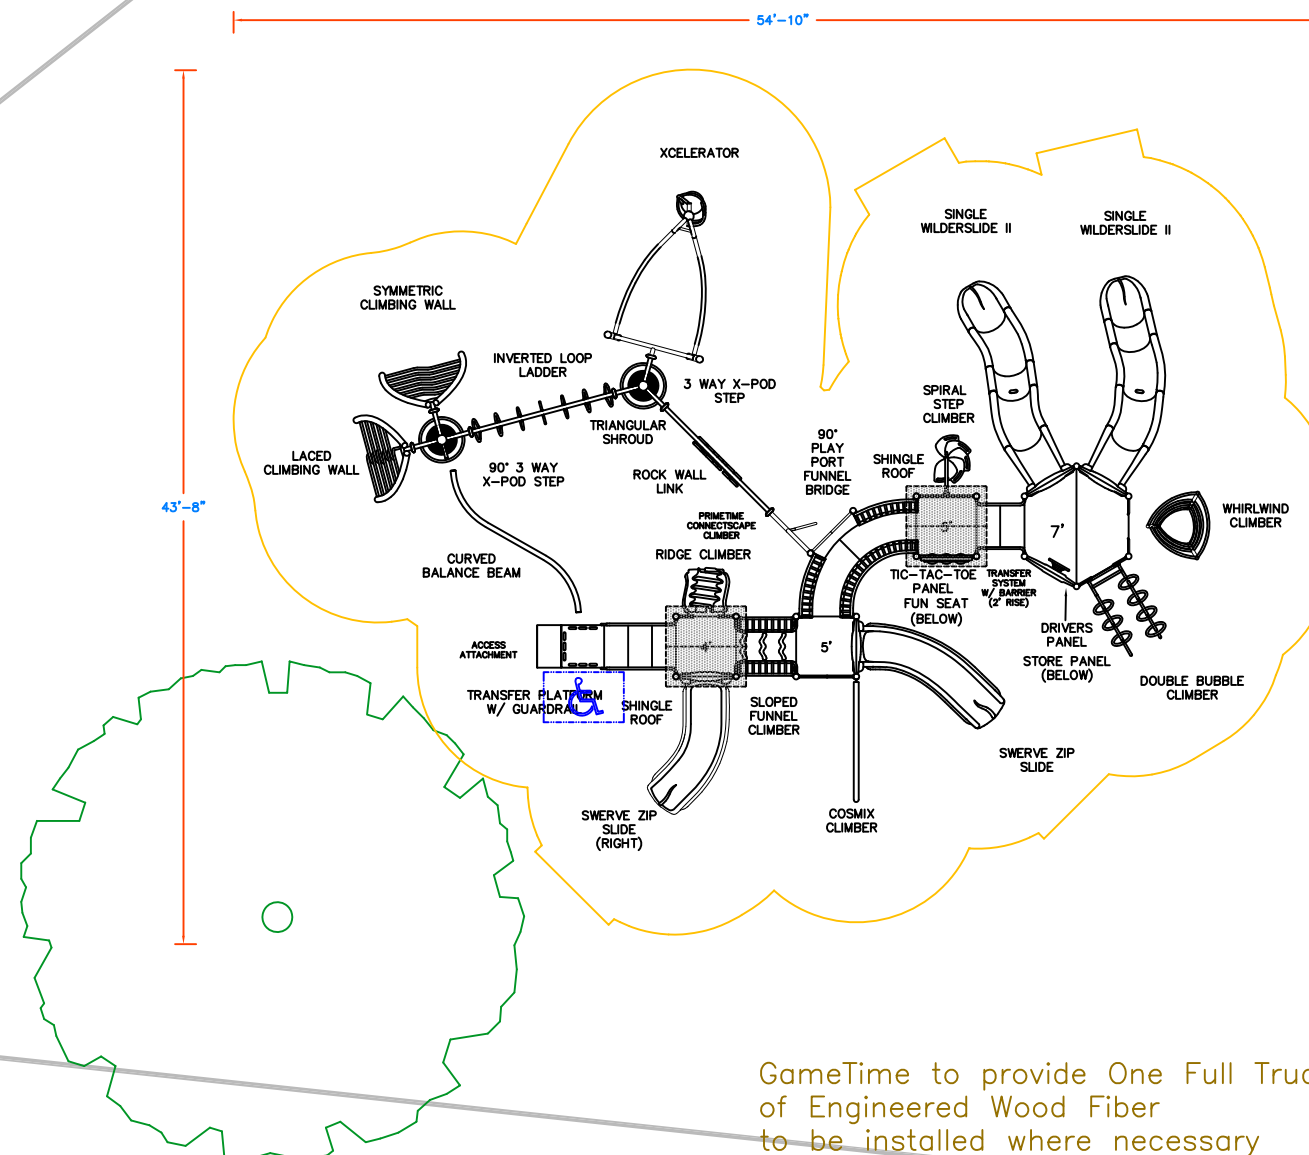 54'-10"
XCELERATOR
SINGLE
WILDERSLIDE II
SINGLE
WILDERSLIDE II
SYMMETRIC
CLIMBING WALL
INVERTED LOOP
LADDER
3 WAY X-POD
STEP
SPIRAL
STEP
CLIMBER
TRIANGULAR
SHROUD
90° 
PLAY
PORT
FUNNEL
BRIDGE
LACED
CLIMBING WALL
90° 3 WAY
X-POD STEP
ROCK WALL
LINK
SHINGLE
ROOF
43'-8"
WHIRLWIND
CLIMBER
PRIMETIME
CONNECTSCAPE
CLIMBER
5'
7'
RIDGE CLIMBER
CURVED
BALANCE BEAM
TIC-TAC-TOE
PANEL
FUN SEAT
(BELOW)
TRANSFER
SYSTEM
W/ BARRIER
(2' RISE)
DRIVERS
PANEL
STORE PANEL
(BELOW)
ACCESS
ATTACHMENT
4'
5'
DOUBLE BUBBLE
CLIMBER
TRANSFER PLATFORM
W/ GUARDRAIL
SHINGLE
ROOF
SLOPED
FUNNEL
CLIMBER
SWERVE ZIP
SLIDE
SWERVE ZIP
SLIDE
(RIGHT)
COSMIX
CLIMBER
GameTime to provide One Full Truc
of Engineered Wood Fiber
to be installed where necessary